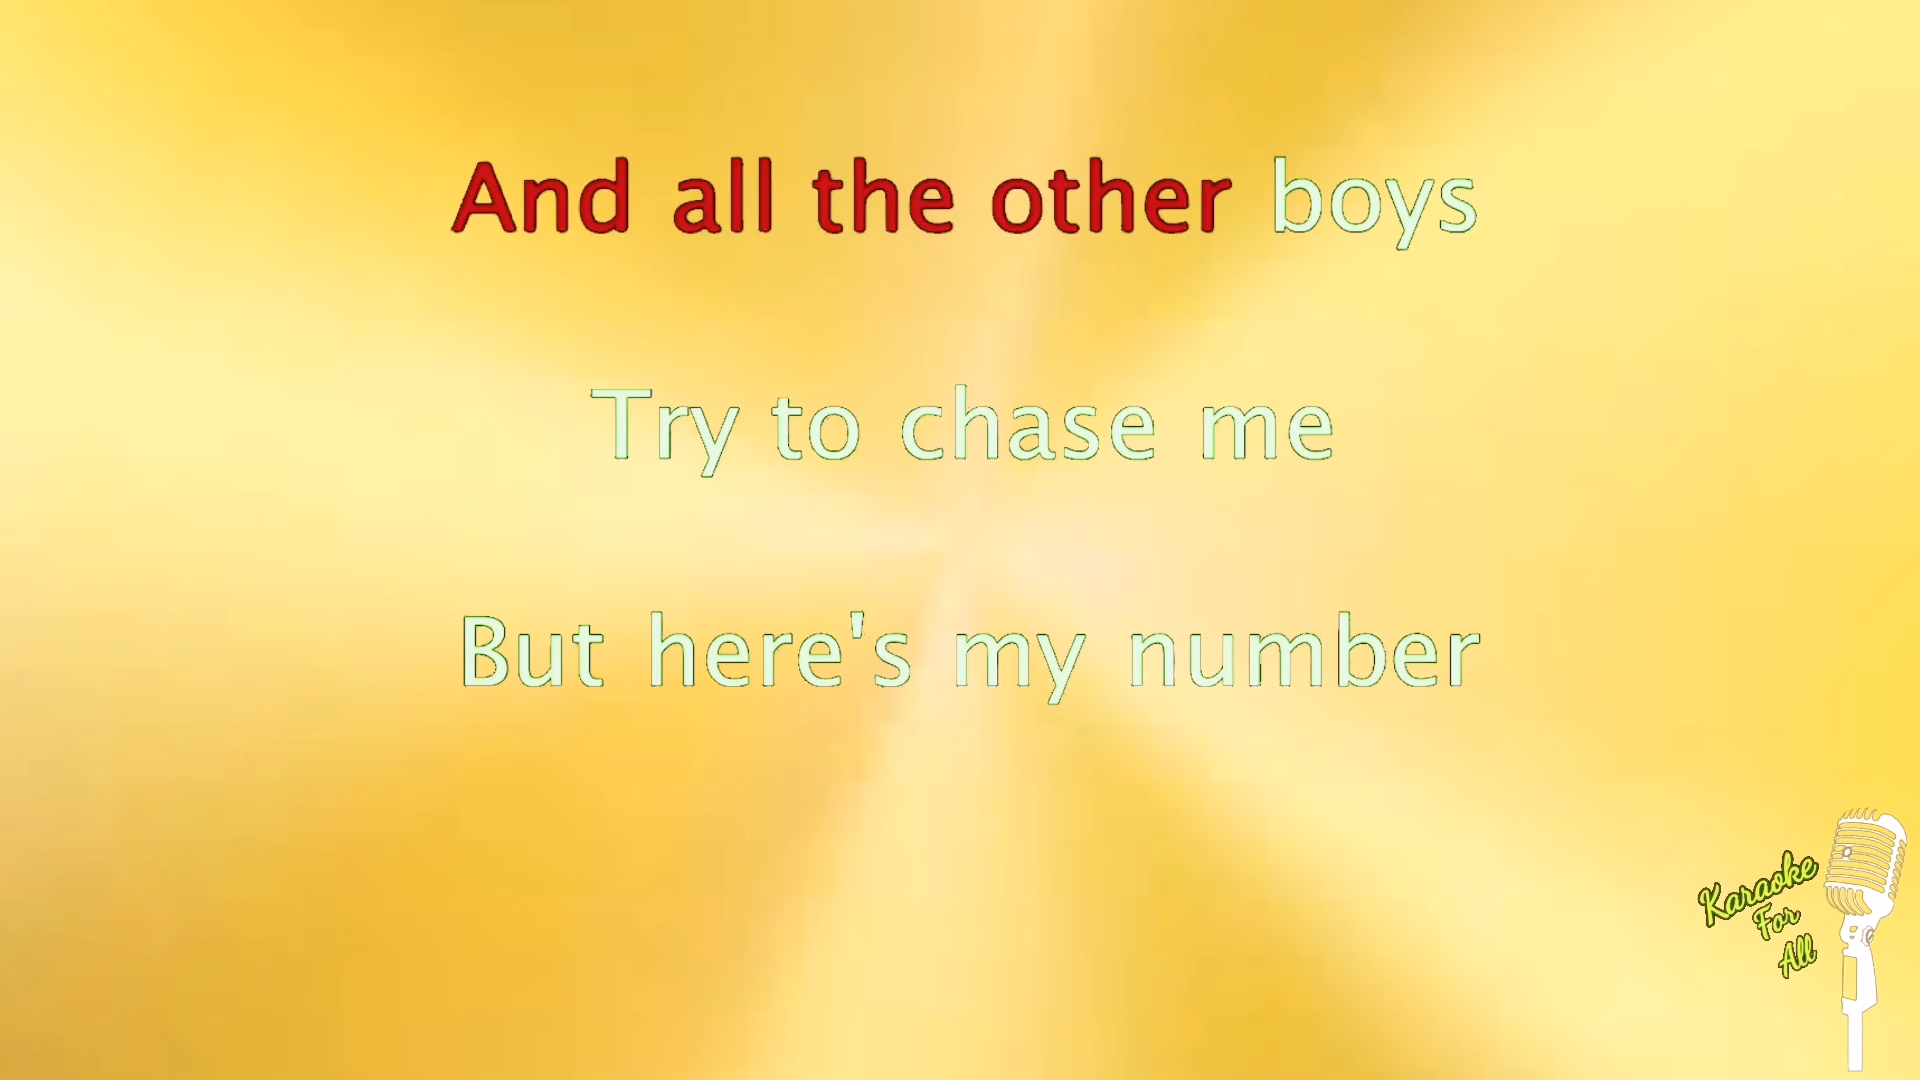 And all the other boys
Try to chase me
But here's my number
Karaoke
For
All